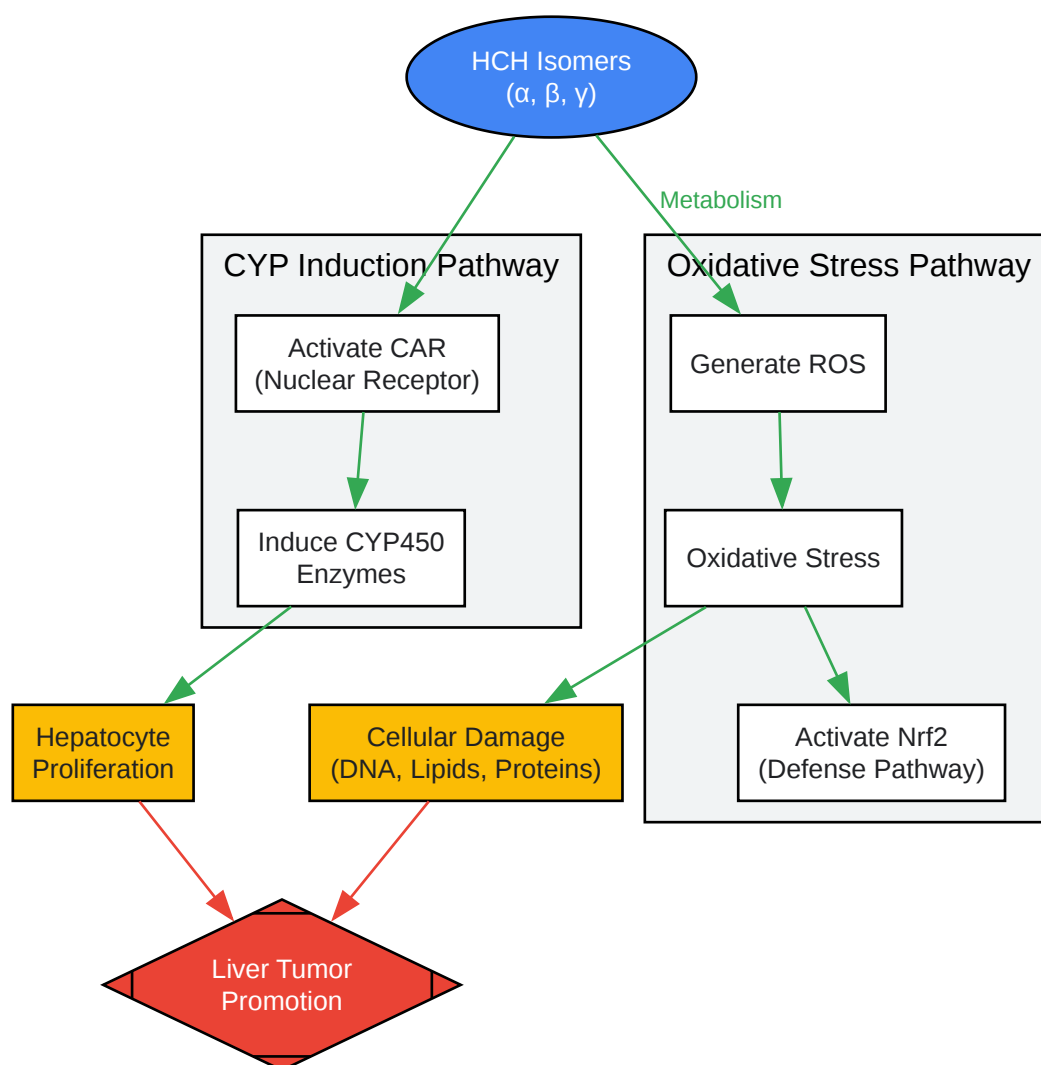 HCH Isomers
(α, β, γ)
Metabolism
CYP Induction Pathway
Oxidative Stress Pathway
Activate CAR
(Nuclear Receptor)
Generate ROS
Induce CYP450
Enzymes
Oxidative Stress
Hepatocyte
Proliferation
Cellular Damage
(DNA, Lipids, Proteins)
Activate Nrf2
(Defense Pathway)
Liver Tumor
Promotion